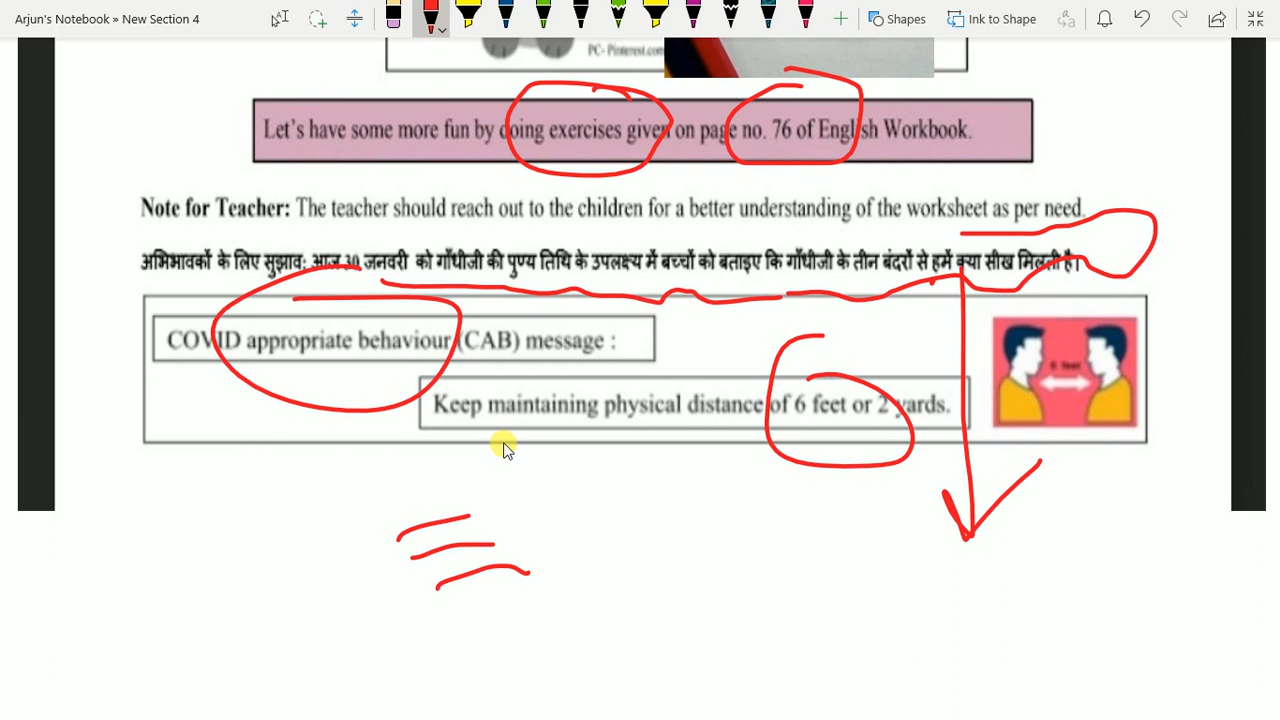 Arjun's Notebook » New Section 4
Shapes
Ink to Shape
PC- Pinterest.com
Let's have some more fun by doing exercises given on page no. 76 of English Workbook.
Note for Teacher: The teacher should reach out to the children for a better understanding of the worksheet as per need.
अभिभावकों के लिए सुझाव: आज 30 जनवरी को गाँधीजी की पुण्य तिथि के उपलक्ष्य में बच्चों को बताइए कि गाँधीजी के तीन बंदरों से हमें क्या सीख मिलती है।
COVID appropriate behaviour (CAB) message :
6 feet
Keep maintaining physical distance of 6 feet or 2 yards.